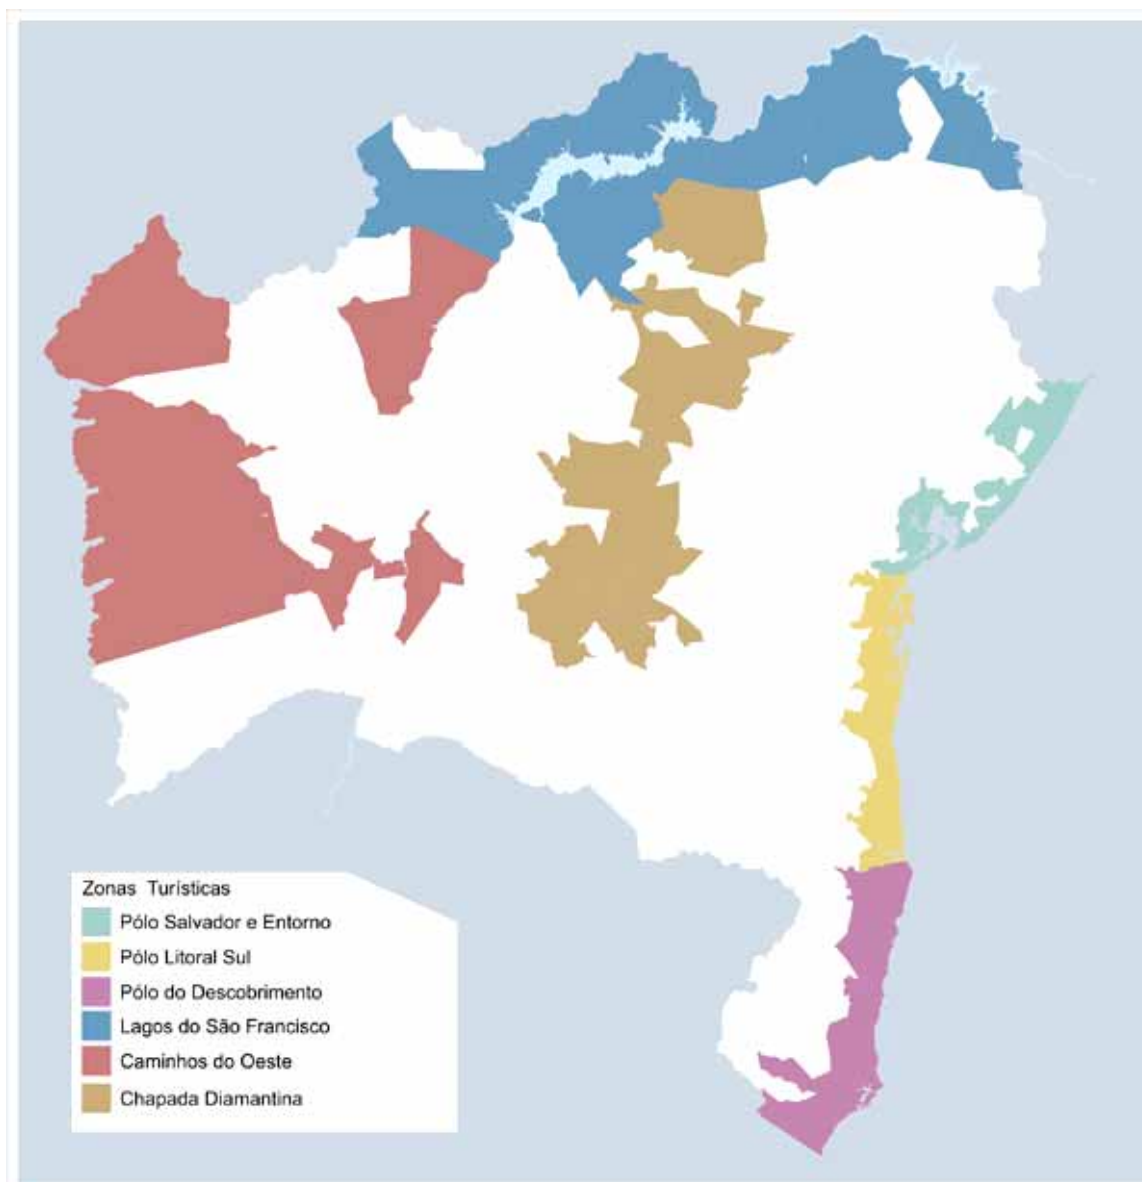 Zonas Turísticas
Pólo Salvador e Entorno
Pólo Litoral Sul
Pólo do Descobrimento
Lagos do São Francisco
Caminhos do Oeste
Chapada Diamantina